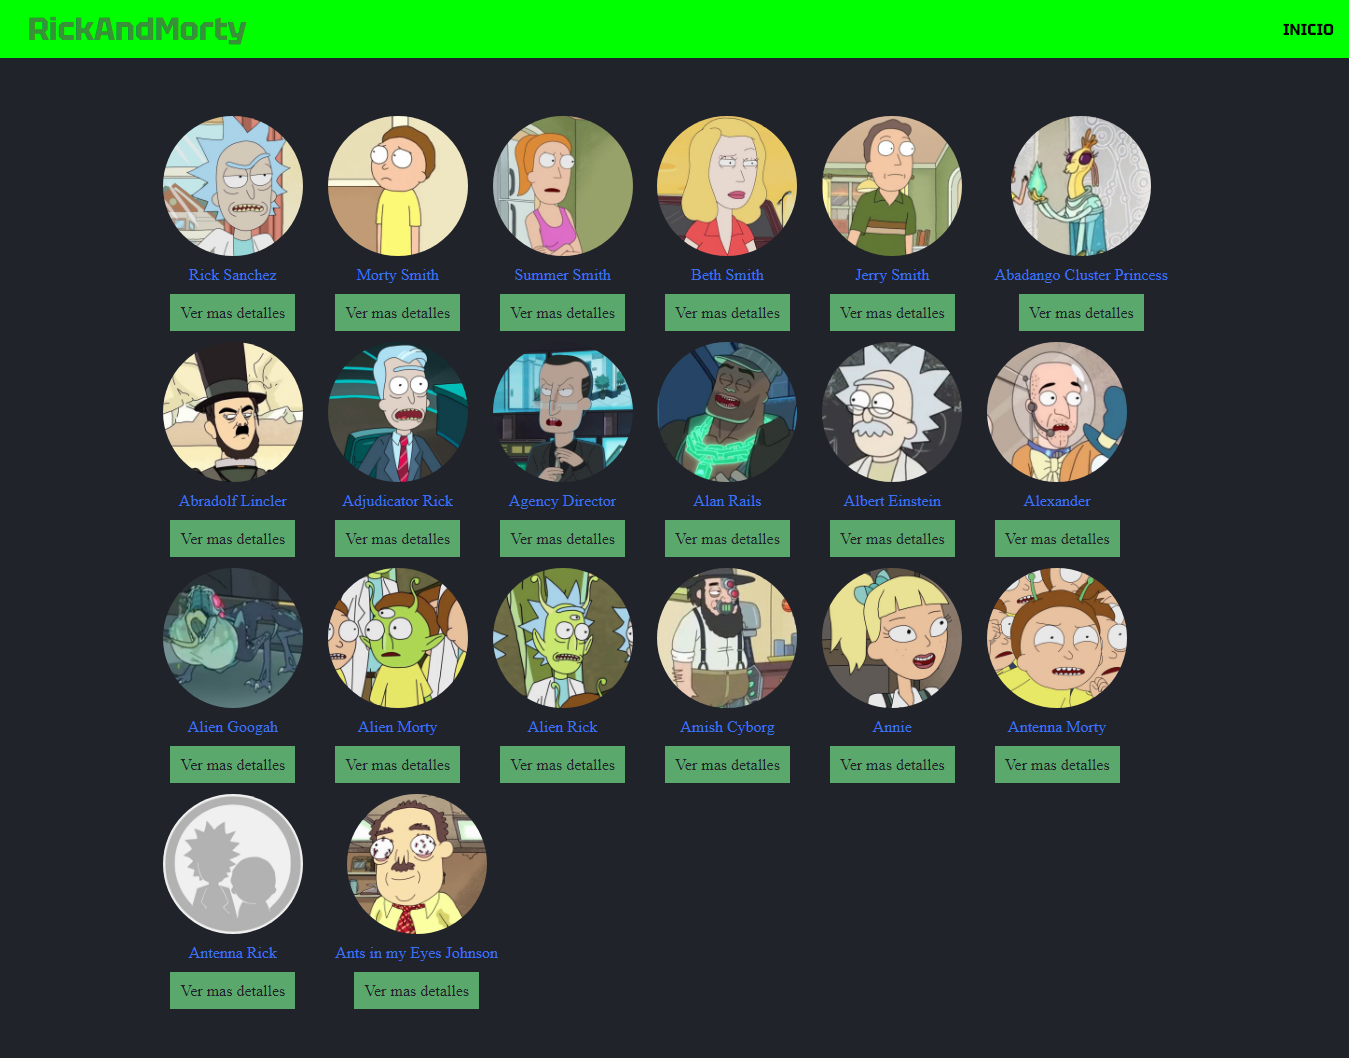 RickAndMorty
INICIO
Rick Sanchez
Morty Smith
Summer Smith
Beth Smith
Jerry Smith
Abadango Cluster Princess
Ver mas detalles
Ver mas detalles
Ver mas detalles
Ver mas detalles
Ver mas detalles
Ver mas detalles
Abradolf Lincler
Adjudicator Rick
Agency Director
Alan Rails
Albert Einstein
Alexander
Ver mas detalles
Ver mas detalles
Ver mas detalles
Ver mas detalles
Ver mas detalles
Ver mas detalles
Alien Googah
Alien Morty
Alien Rick
Amish Cyborg
Annie
Antenna Morty
Ver mas detalles
Ver mas detalles
Ver mas detalles
Ver mas detalles
Ver mas detalles
Ver mas detalles
Antenna Rick
Ants in my Eyes Johnson
Ver mas detalles
Ver mas detalles